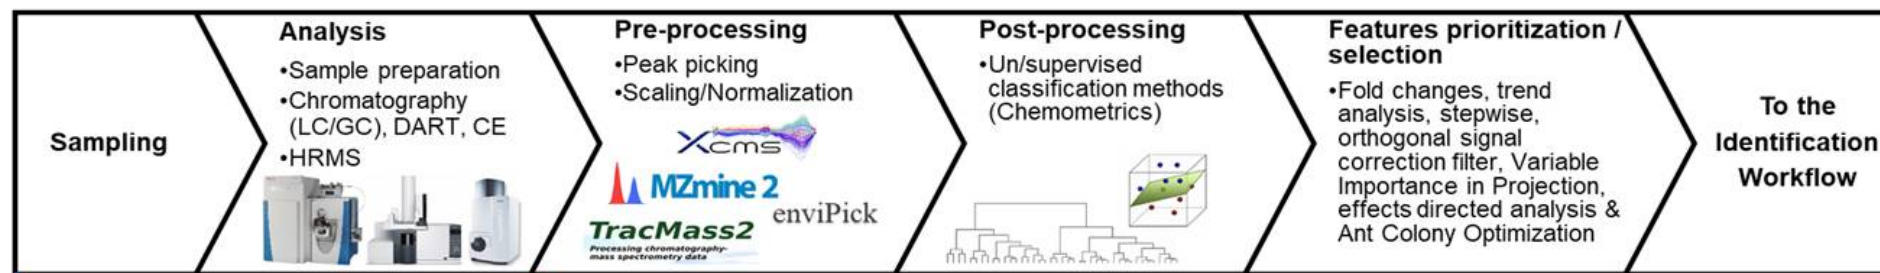 Sampling
Analysis
•Sample preparation
•Chromatography
(LC/GC), DART, CE
•HRMS
Pre-processing
•Peak picking
•Scaling/Normalization
Xcms
MZmine 2
enviPick
TracMass2
Processing chromatography-
mass spectrometry data
Post-processing
•Un/supervised
classification methods
(Chemometrics)
Features prioritization /
selection
•Fold changes, trend
analysis, stepwise,
orthogonal signal
correction filter, Variable
Importance in Projection,
effects directed analysis &
Ant Colony Optimization
To the
Identification
Workflow